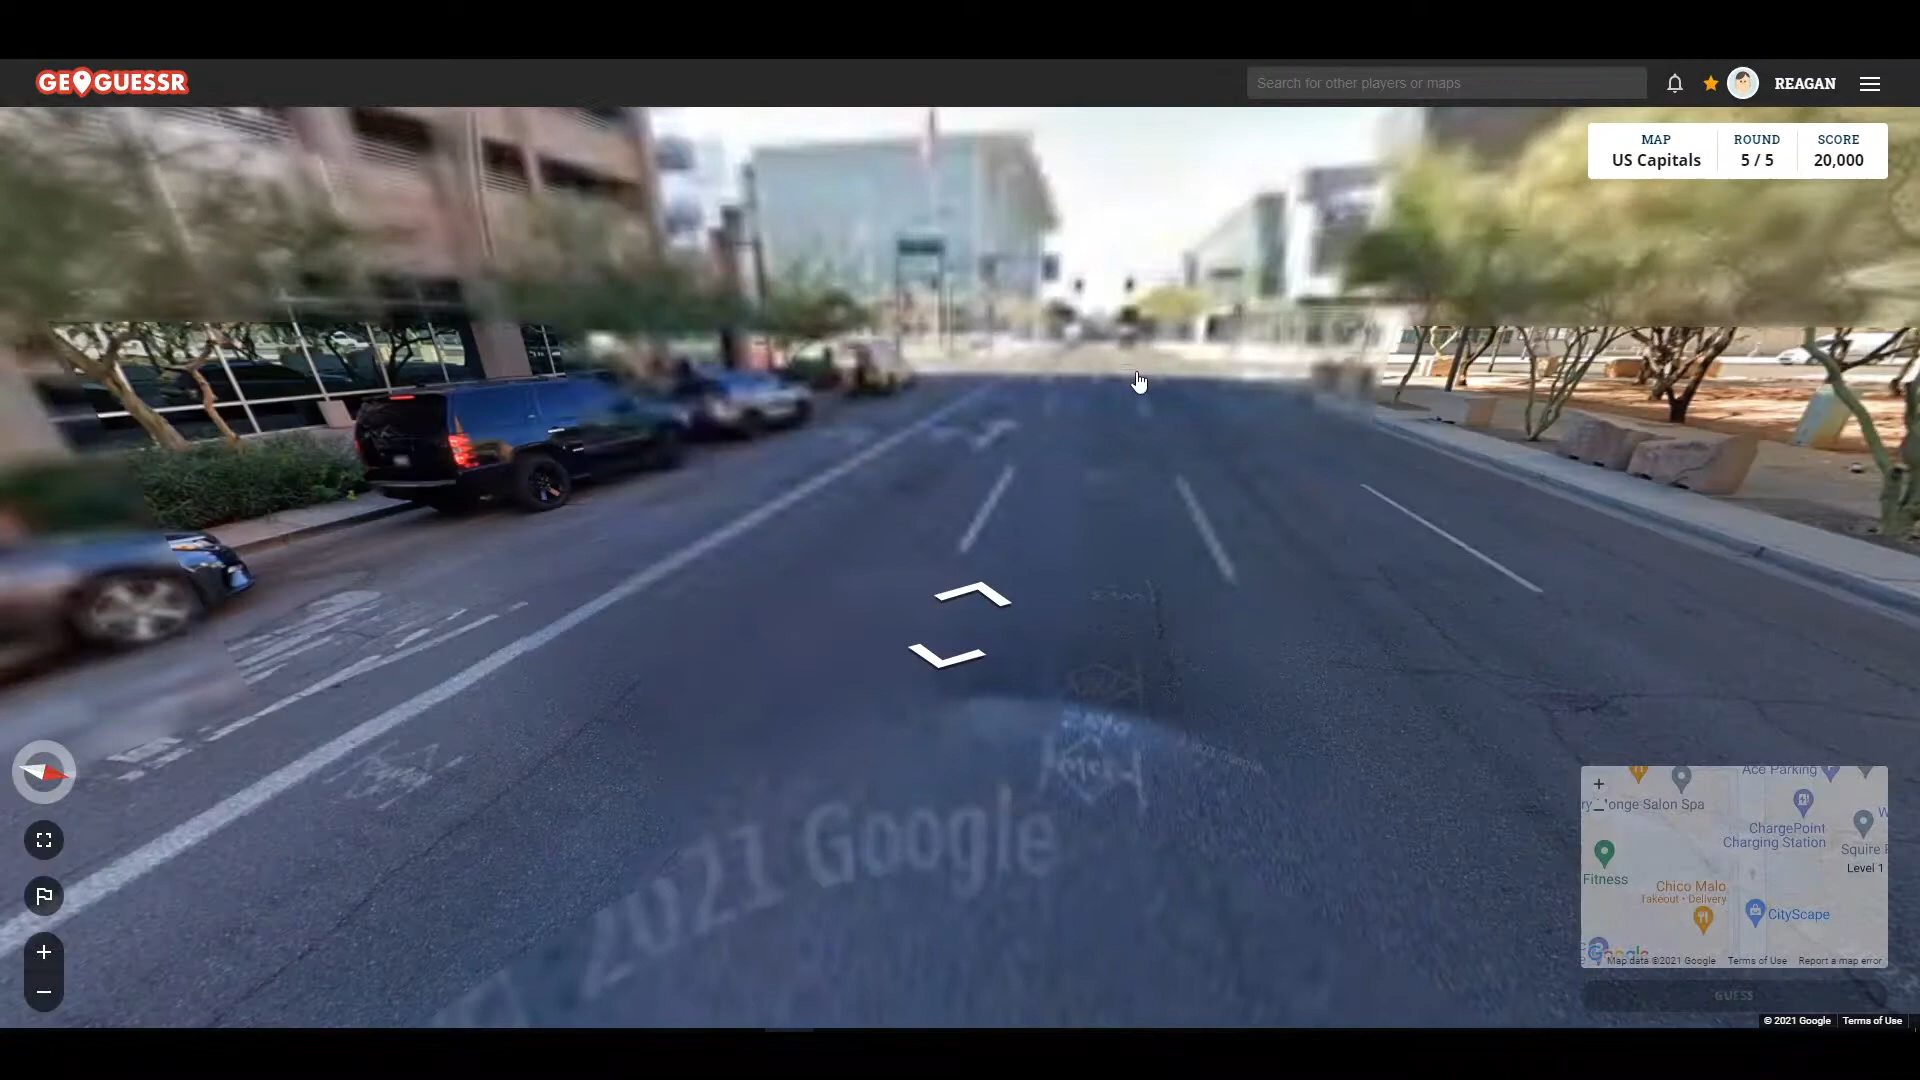 GEOGUESSR
Search for other players or maps
REAGAN
MAP
ROUND
SCORE
US Capitals
5 / 5
20,000
2021 Google
+
−
+
−
Ace Parking
onge Salon Spa
ChargePoint
Charging Station
Squire
Level 1
Fitness
Chico Malo
Takeout • Delivery
CityScape
Google
Map data ©2021 Google
Terms of Use
Report a map error
GUESS
© 2021 Google
Terms of Use